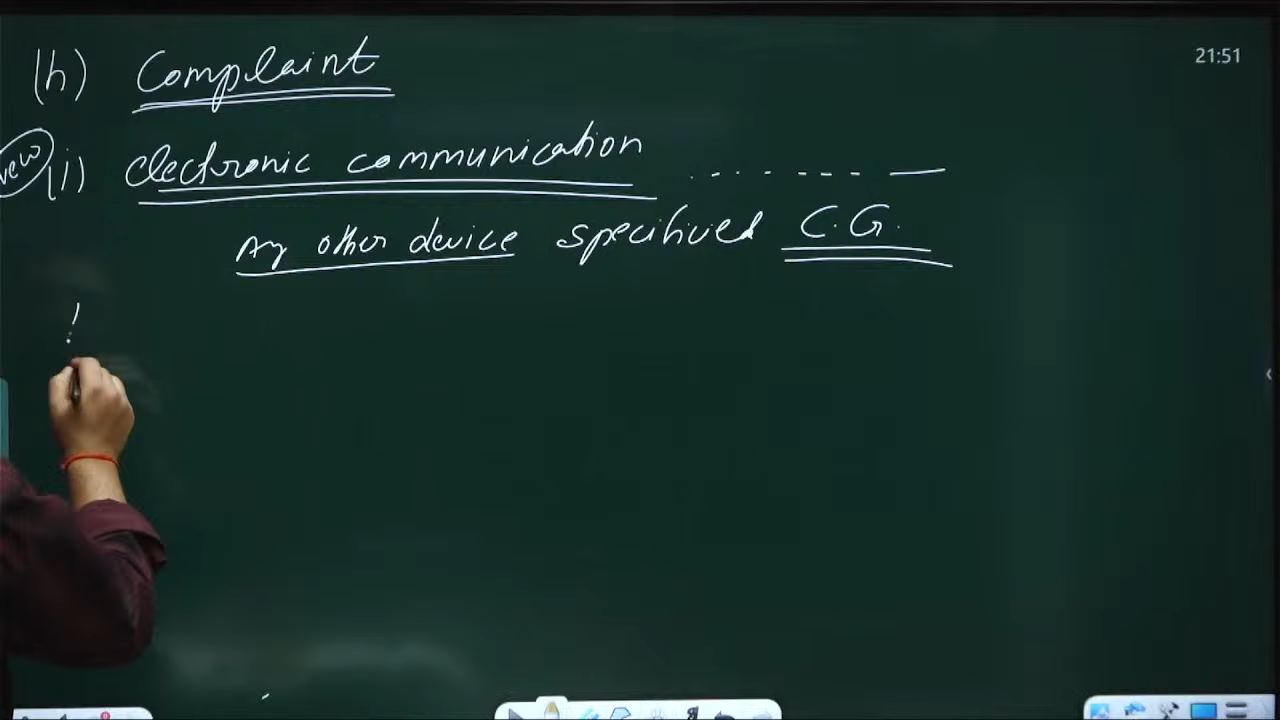 21:51
(h) Complaint
new (i) electronic communication ........ —
Any other device specified C.G.